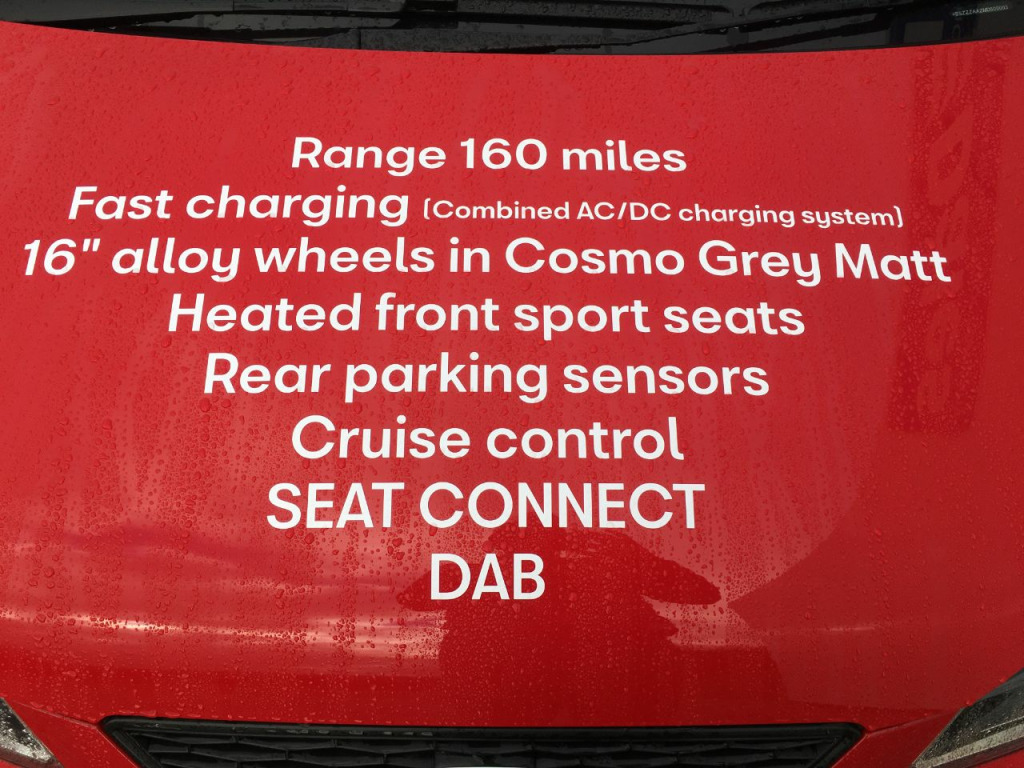 Range 160 miles
Fast charging (Combined AC/DC charging system)
16" alloy wheels in Cosmo Grey Matt
Heated front sport seats
Rear parking sensors
Cruise control
SEAT CONNECT
DAB